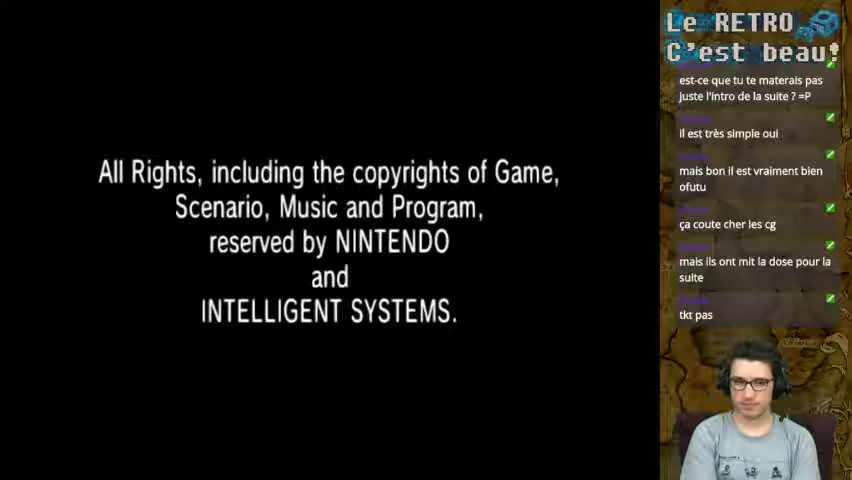 All Rights, including the copyrights of Game,
Scenario, Music and Program,
reserved by NINTENDO
and
INTELLIGENT SYSTEMS.
Le RETRO
C'est beau!
est-ce que tu te materais pas
juste l'intro de la suite ? =P
il est très simple oui
mais bon il est vraiment bien
ofutu
ça coute cher les cg
mais ils ont mit la dose pour la
suite
tkt pas